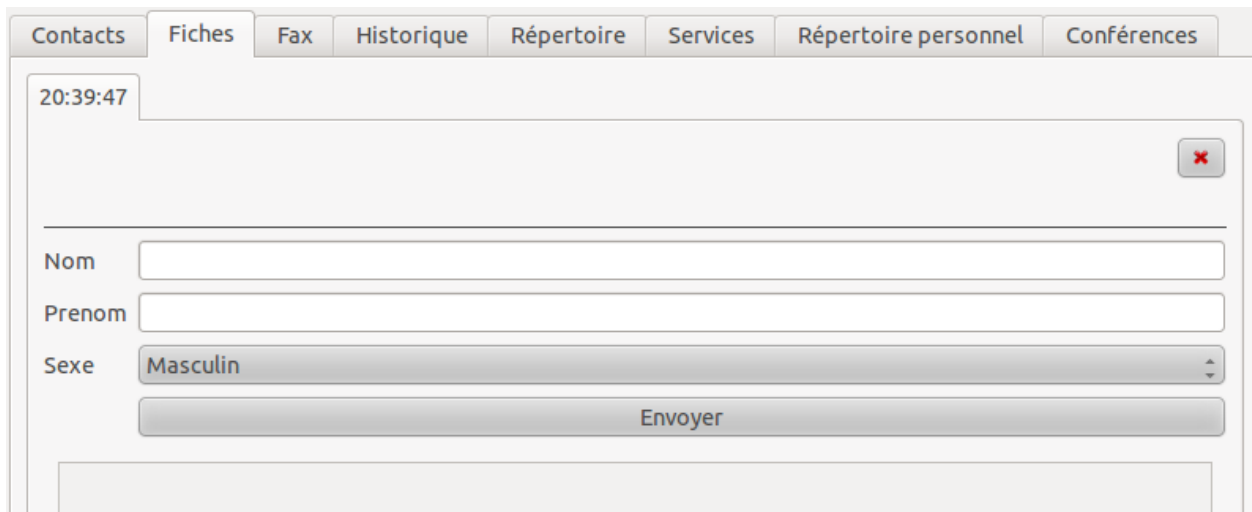 Contacts Fiches Fax Historique Répertoire Services Répertoire personnel Conférences
20:39:47
Nom
Prenom
Sexe Masculin
Envoyer